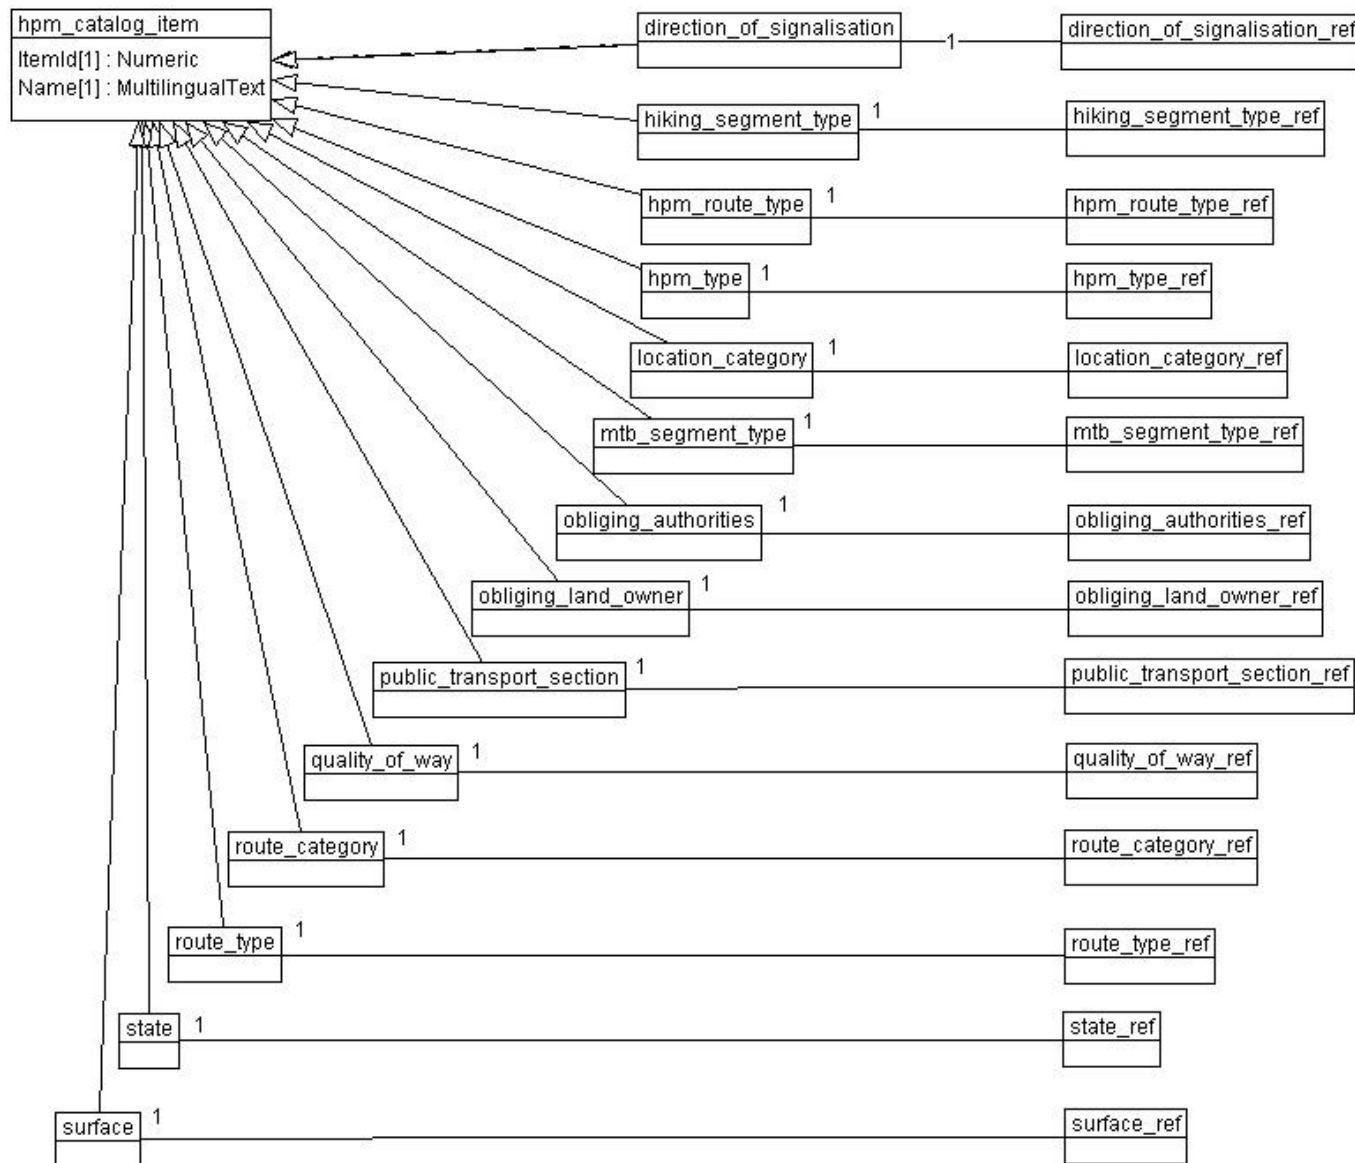 hpm_catalog_item
ItemId[1] : Numeric
Name[1] : MultilingualText
direction_of_signalisation
1
direction_of_signalisation_ref
hiking_segment_type
1
hiking_segment_type_ref
hpm_route_type
1
hpm_route_type_ref
hpm_type
1
hpm_type_ref
location_category
1
location_category_ref
mtb_segment_type
1
mtb_segment_type_ref
obliging_authorities
1
obliging_authorities_ref
obliging_land_owner
1
obliging_land_owner_ref
public_transport_section
1
public_transport_section_ref
quality_of_way
1
quality_of_way_ref
route_category
1
route_category_ref
route_type
1
route_type_ref
state
1
state_ref
surface
1
surface_ref